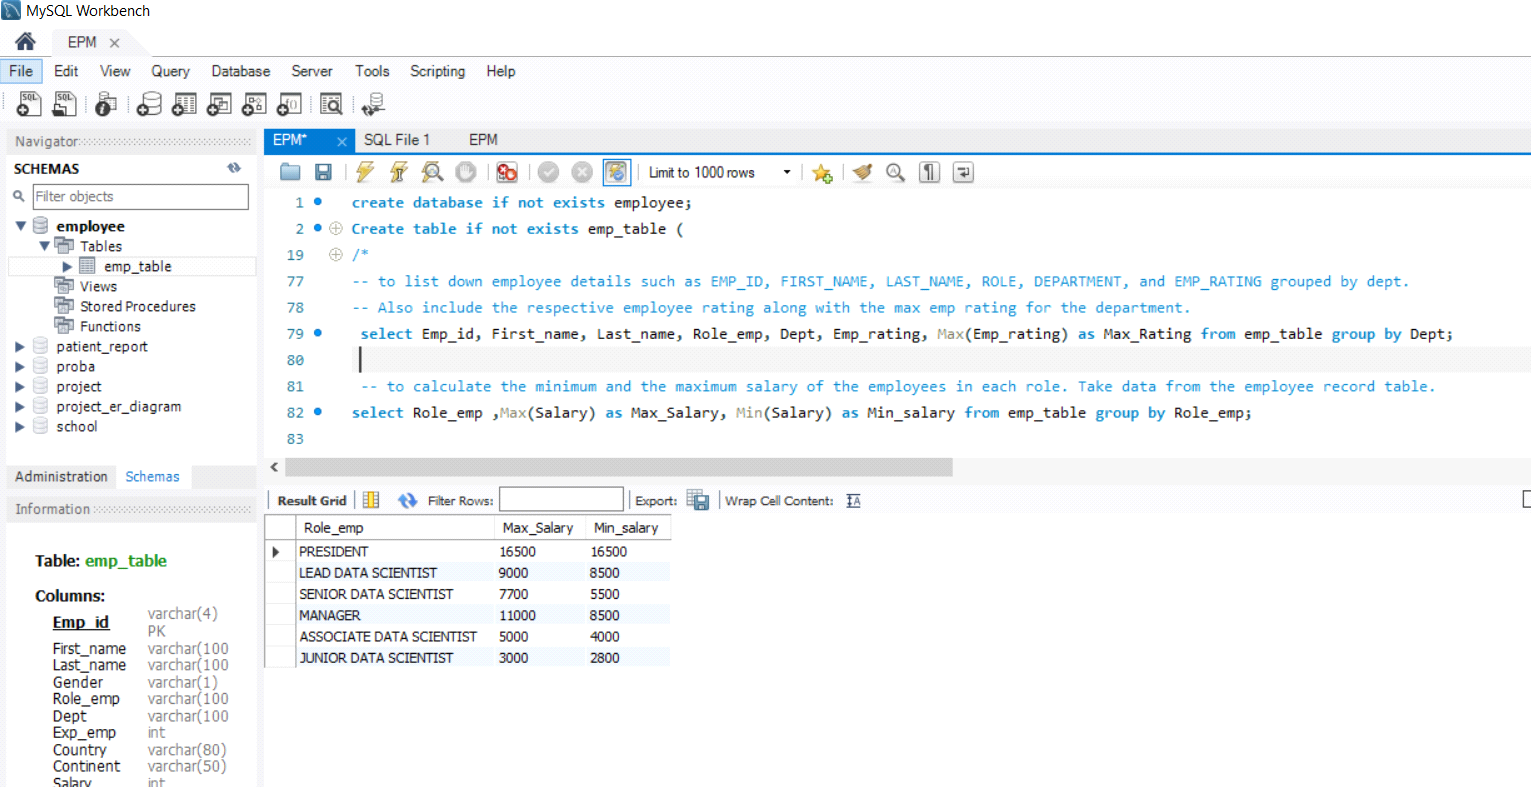 MySQL Workbench
EPM
File Edit View Query Database Server Tools Scripting Help
Navigator
SCHEMAS
Filter objects
employee
Tables
emp_table
Views
Stored Procedures
Functions
patient_report
proba
project
project_er_diagram
school
Administration Schemas
Information
Table: emp_table
Columns:
Emp_id varchar(4)
PK
First_name varchar(100
Last_name varchar(100
Gender varchar(1)
Role_emp varchar(100
Dept varchar(100
Exp_emp int
Country varchar(80)
Continent varchar(50)
Salary int
EPM* SQL File 1 EPM
Limit to 1000 rows
1 create database if not exists employee;
2 Create table if not exists emp_table (
19 /*
77 -- to list down employee details such as EMP_ID, FIRST_NAME, LAST_NAME, ROLE, DEPARTMENT, and EMP_RATING grouped by dept.
78 -- Also include the respective employee rating along with the max emp rating for the department.
79 select Emp_id, First_name, Last_name, Role_emp, Dept, Emp_rating, Max(Emp_rating) as Max_Rating from emp_table group by Dept;
80
81 -- to calculate the minimum and the maximum salary of the employees in each role. Take data from the employee record table.
82 select Role_emp ,Max(Salary) as Max_Salary, Min(Salary) as Min_salary from emp_table group by Role_emp;
83
Result Grid Filter Rows: Export: Wrap Cell Content:
Role_emp Max_Salary Min_salary
PRESIDENT 16500 16500
LEAD DATA SCIENTIST 9000 8500
SENIOR DATA SCIENTIST 7700 5500
MANAGER 11000 8500
ASSOCIATE DATA SCIENTIST 5000 4000
JUNIOR DATA SCIENTIST 3000 2800